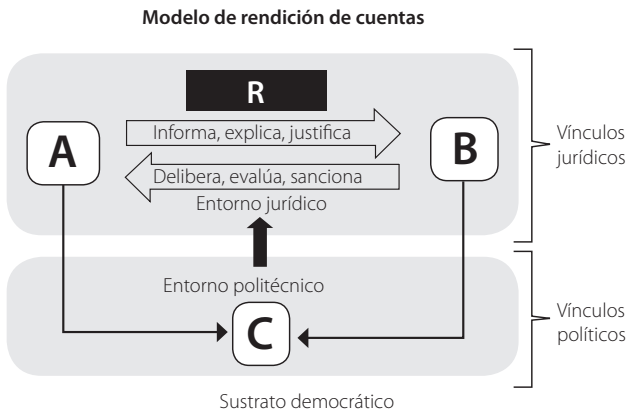 Modelo de rendición de cuentas
R
A
Informa, explica, justifica
B
Delibera, evalúa, sanciona
Entorno jurídico
Vínculos
jurídicos
Entorno politécnico
C
Vínculos
políticos
Sustrato democrático